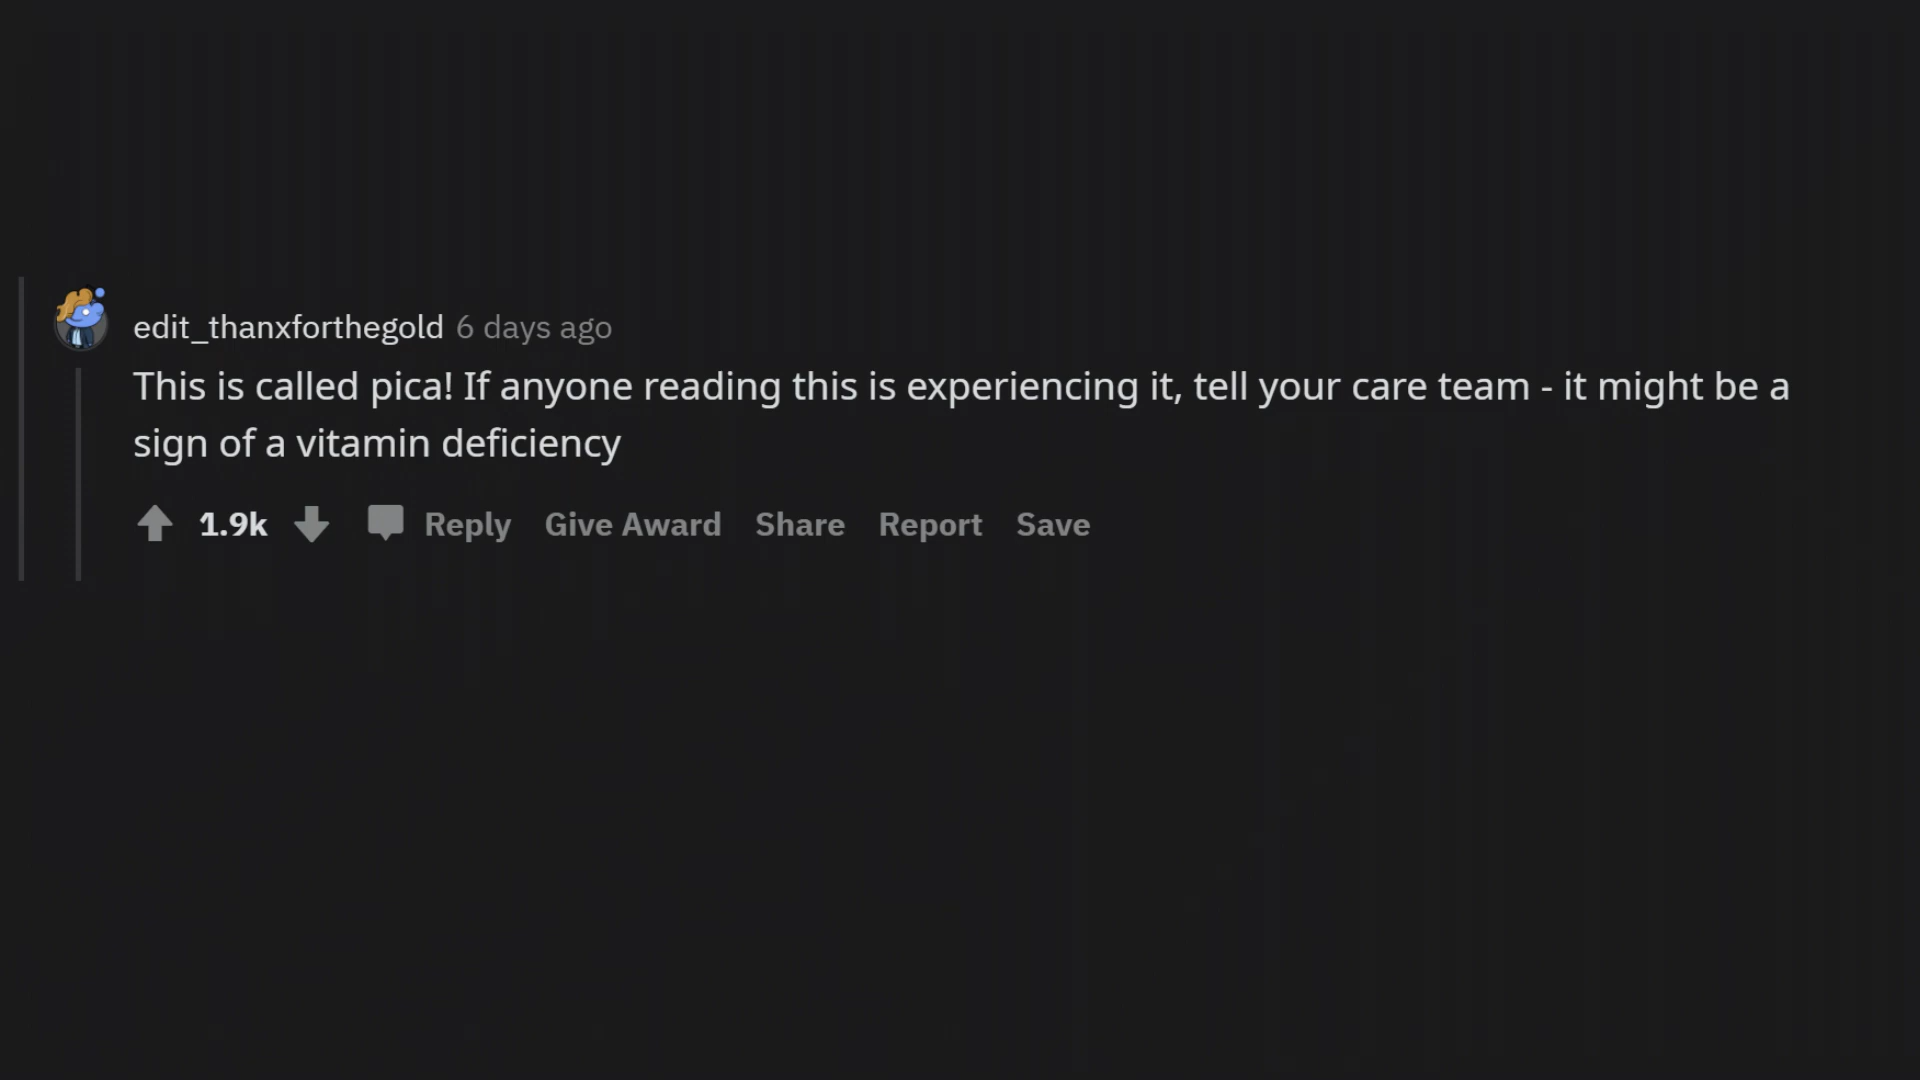 edit_thanxforthegold 6 days ago
This is called pica! If anyone reading this is experiencing it, tell your care team - it might be a
sign of a vitamin deficiency
1.9k Reply Give Award Share Report Save